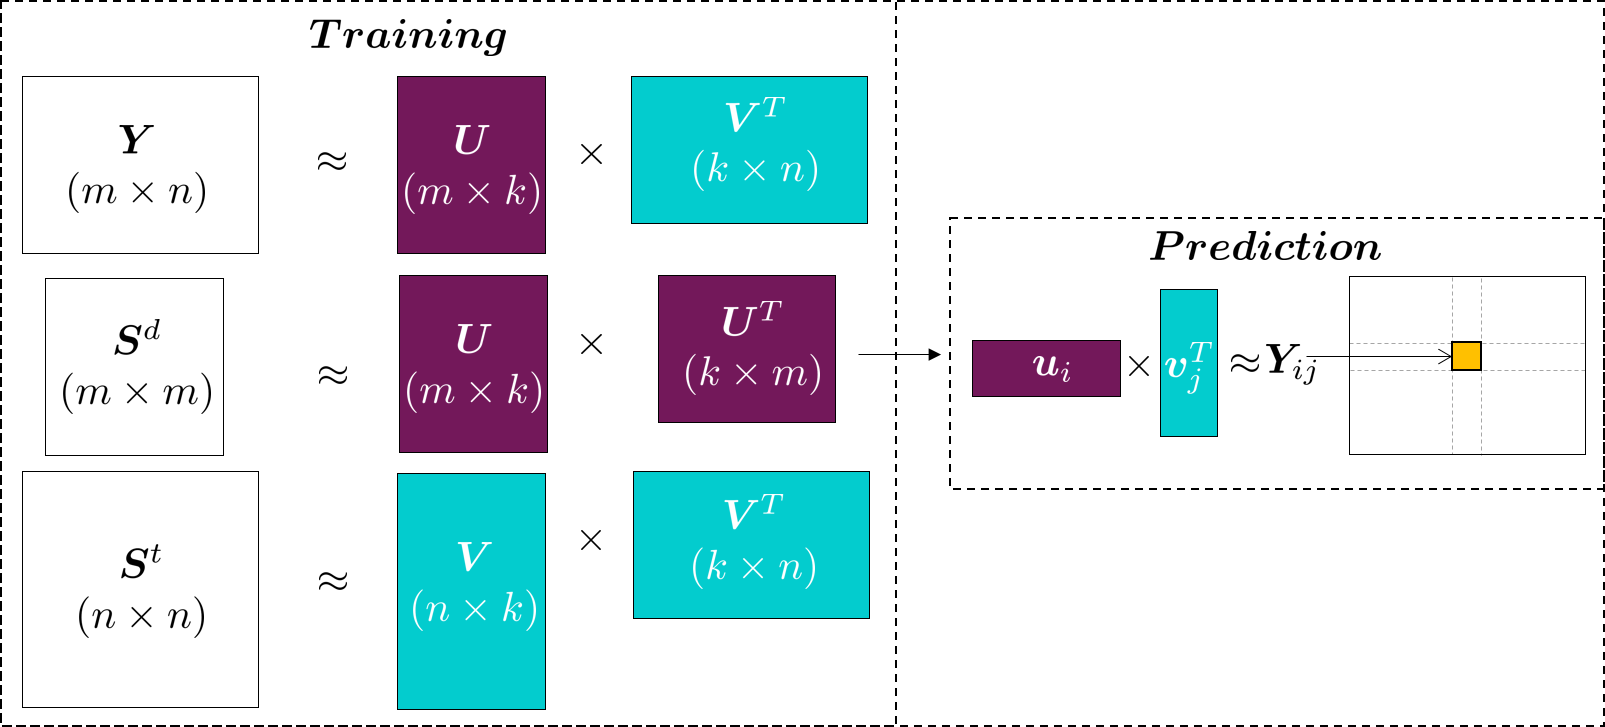 Training
Y ≈ U × V^T
(m × n) (m × k) (k × n)
S^d ≈ U × U^T
(m × m) (m × k) (k × m)
S^t ≈ V × V^T
(n × n) (n × k) (k × n)
Prediction
u_i × v_j^T ≈ Y_ij